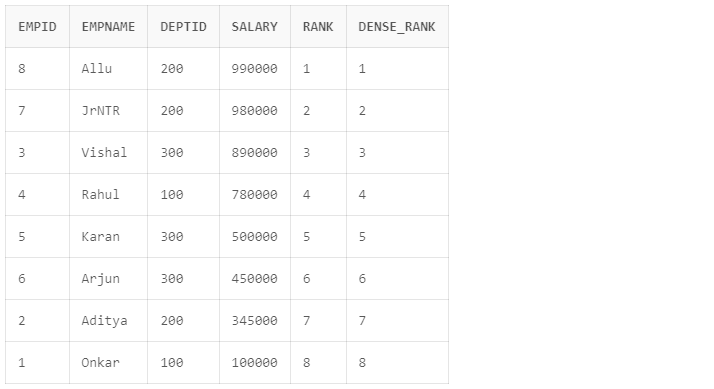 EMPID EMPNAME DEPTID SALARY RANK DENSE_RANK
8 Allu 200 990000 1 1
7 JrNTR 200 980000 2 2
3 Vishal 300 890000 3 3
4 Rahul 100 780000 4 4
5 Karan 300 500000 5 5
6 Arjun 300 450000 6 6
2 Aditya 200 345000 7 7
1 Onkar 100 100000 8 8